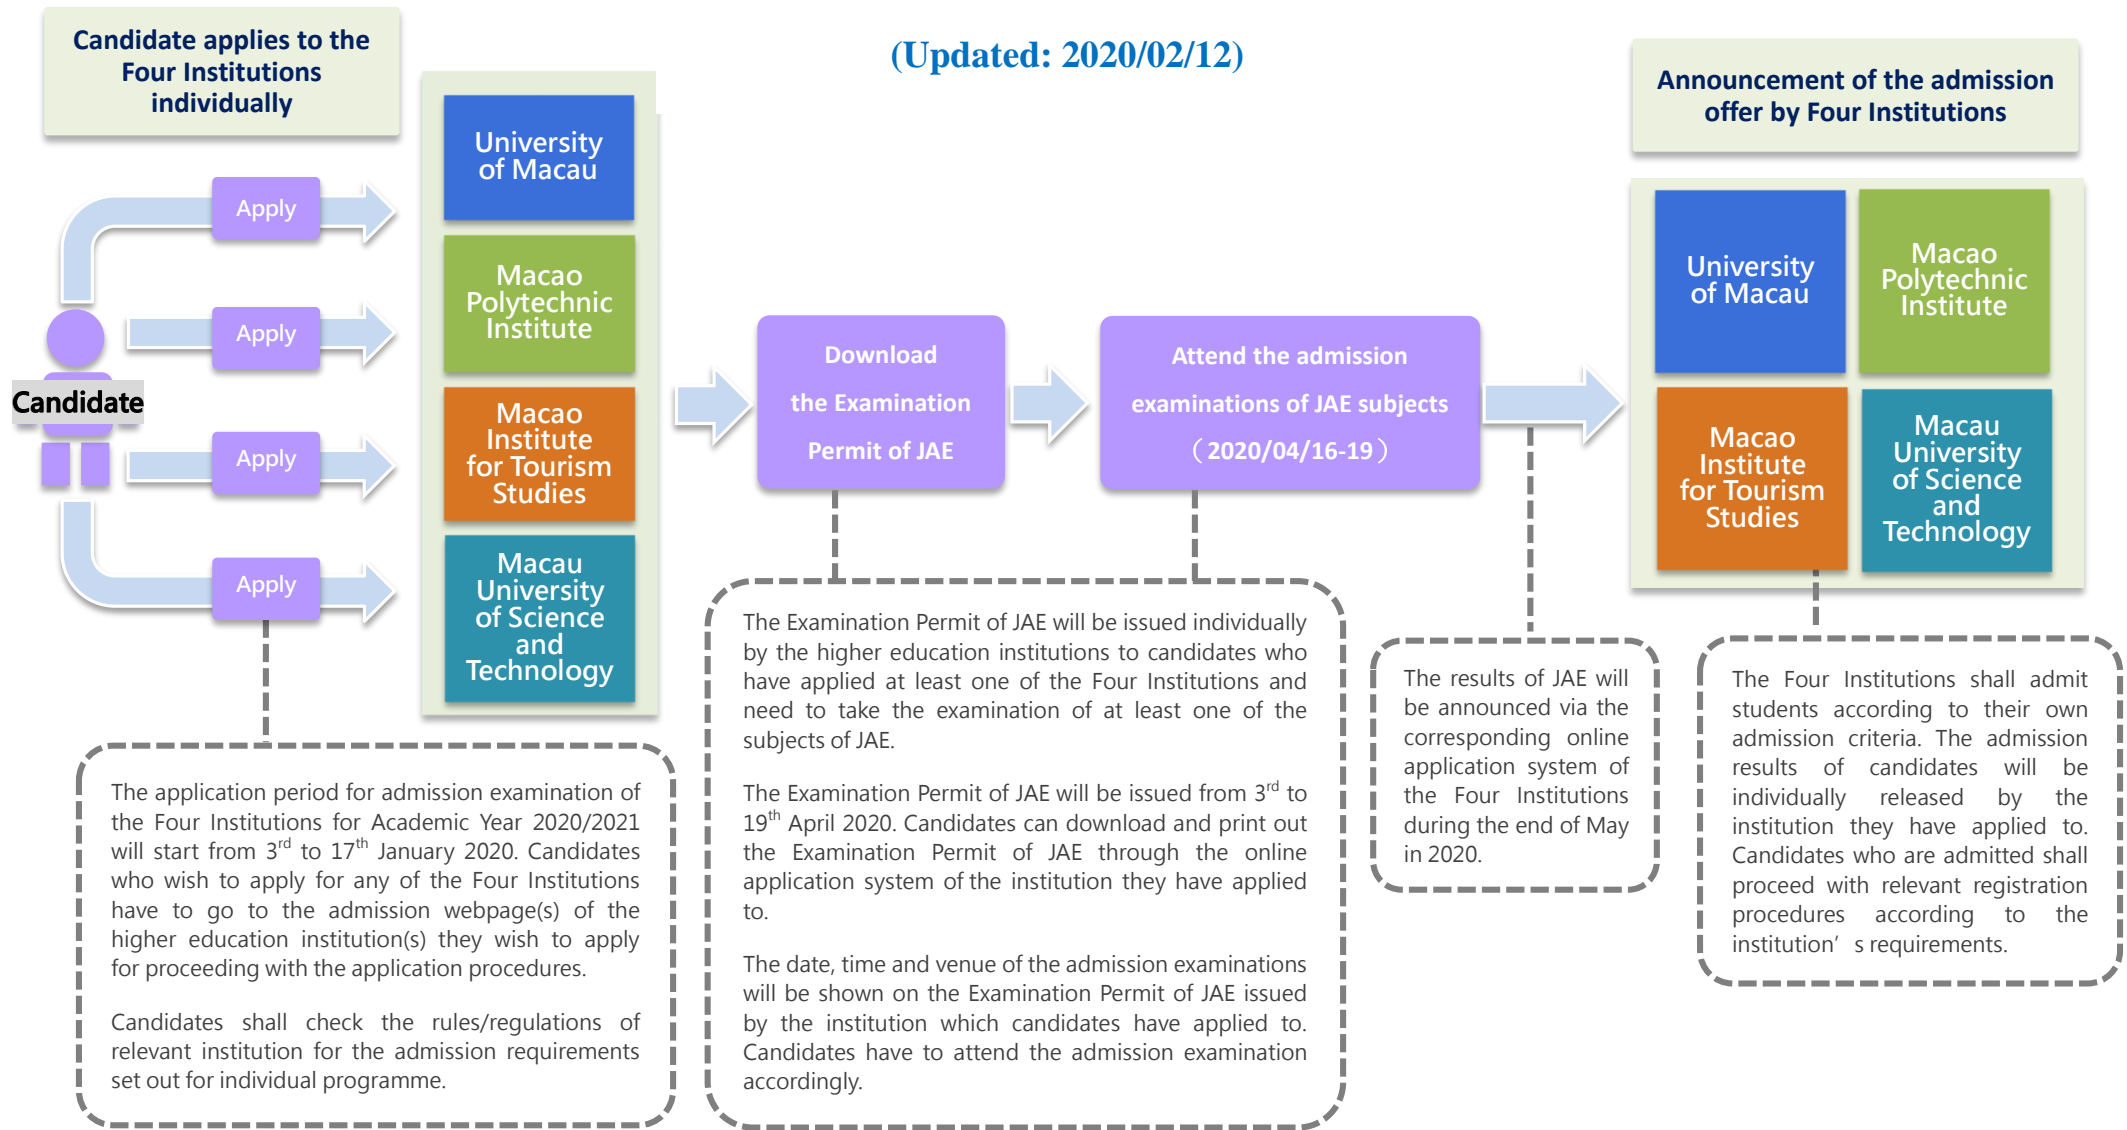 Candidate applies to the
Four Institutions
individually
(Updated: 2020/02/12)
Announcement of the admission
offer by Four Institutions
Apply
Apply
Candidate
Apply
Apply
University
of Macau
Macao
Polytechnic
Institute
Macao
Institute
for Tourism
Studies
Macau
University
of Science
and
Technology
Download
the Examination
Permit of JAE
Attend the admission
examinations of JAE subjects
（2020/04/16-19）
University
of Macau
Macao
Polytechnic
Institute
Macao
Institute
for Tourism
Studies
Macau
University
of Science
and
Technology
The application period for admission examination of
the Four Institutions for Academic Year 2020/2021
will start from 3rd to 17th January 2020. Candidates
who wish to apply for any of the Four Institutions
have to go to the admission webpage(s) of the
higher education institution(s) they wish to apply
for proceeding with the application procedures.
Candidates shall check the rules/regulations of
relevant institution for the admission requirements
set out for individual programme.
The Examination Permit of JAE will be issued individually
by the higher education institutions to candidates who
have applied at least one of the Four Institutions and
need to take the examination of at least one of the
subjects of JAE.
The Examination Permit of JAE will be issued from 3rd to
19th April 2020. Candidates can download and print out
the Examination Permit of JAE through the online
application system of the institution they have applied
to.
The date, time and venue of the admission examinations
will be shown on the Examination Permit of JAE issued
by the institution which candidates have applied to.
Candidates have to attend the admission examination
accordingly.
The results of JAE will
be announced via the
corresponding online
application system of
the Four Institutions
during the end of May
in 2020.
The Four Institutions shall admit
students according to their own
admission criteria. The admission
results of candidates will be
individually released by the
institution they have applied to.
Candidates who are admitted shall
proceed with relevant registration
procedures according to the
institution' s requirements.